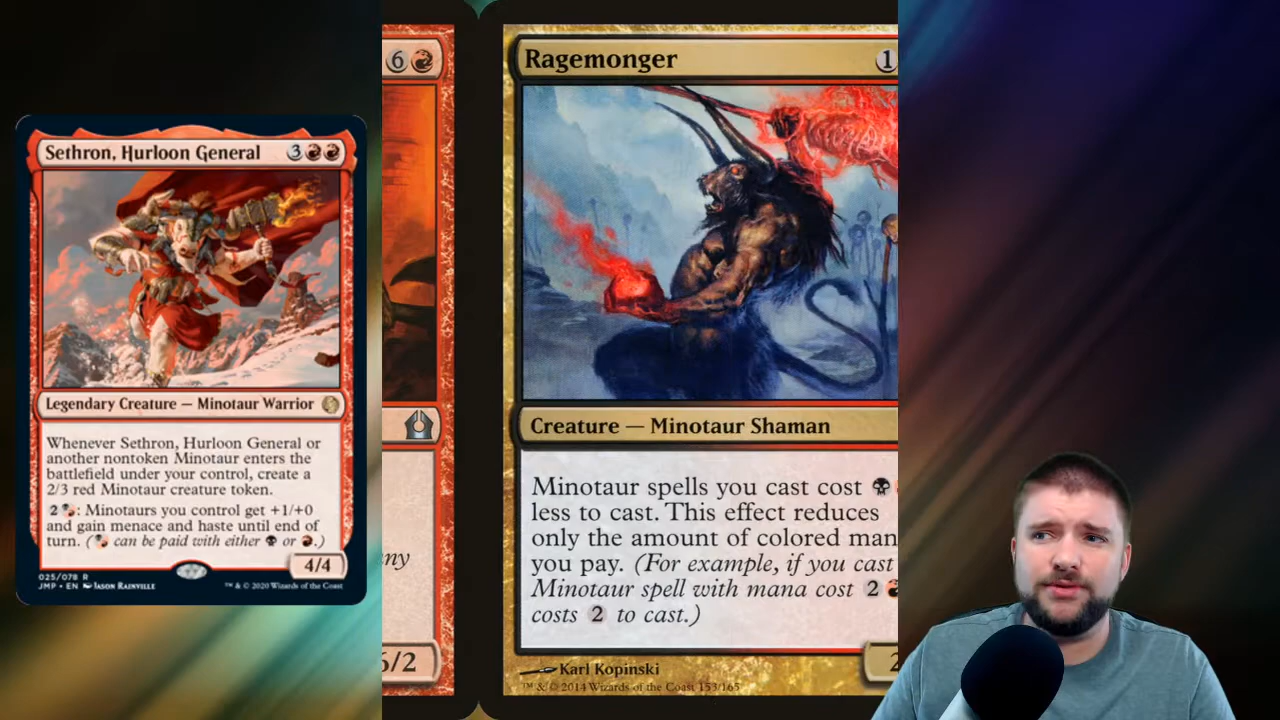 Sethron, Hurloon General 3
Legendary Creature — Minotaur Warrior
Whenever Sethron, Hurloon General or
another nontoken Minotaur enters the
battlefield under your control, create a
2/3 red Minotaur creature token.
2 : Minotaurs you control get +1/+0
and gain menace and haste until end of
turn. ( can be paid with either or .)
4/4
025/078 R
JMP • EN Jason Rainville
™ & © 2020 Wizards of the Coast
6
ny
6/2
Ragemonger 1
Creature — Minotaur Shaman
Minotaur spells you cast cost
less to cast. This effect reduces
only the amount of colored man
you pay. (For example, if you cast
Minotaur spell with mana cost 2
costs 2 to cast.)
2
Karl Kopinski
™ & © 2014 Wizards of the Coast 153/165